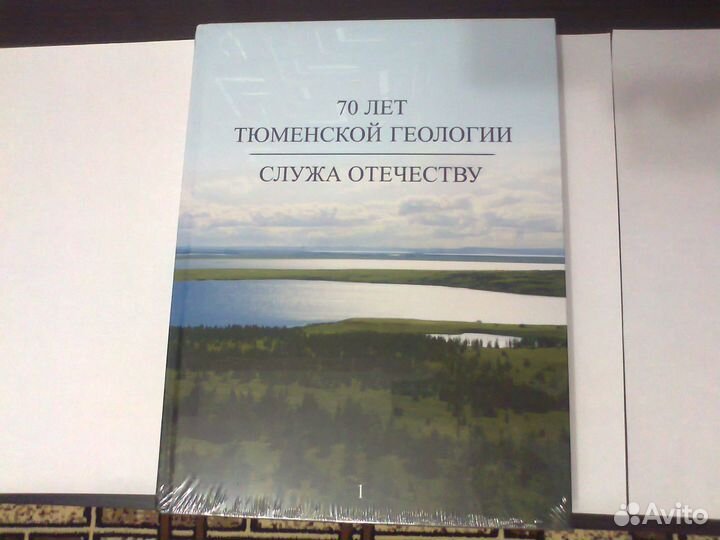 70 ЛЕТ
ТЮМЕНСКОЙ ГЕОЛОГИИ
СЛУЖА ОТЕЧЕСТВУ
1
Avito